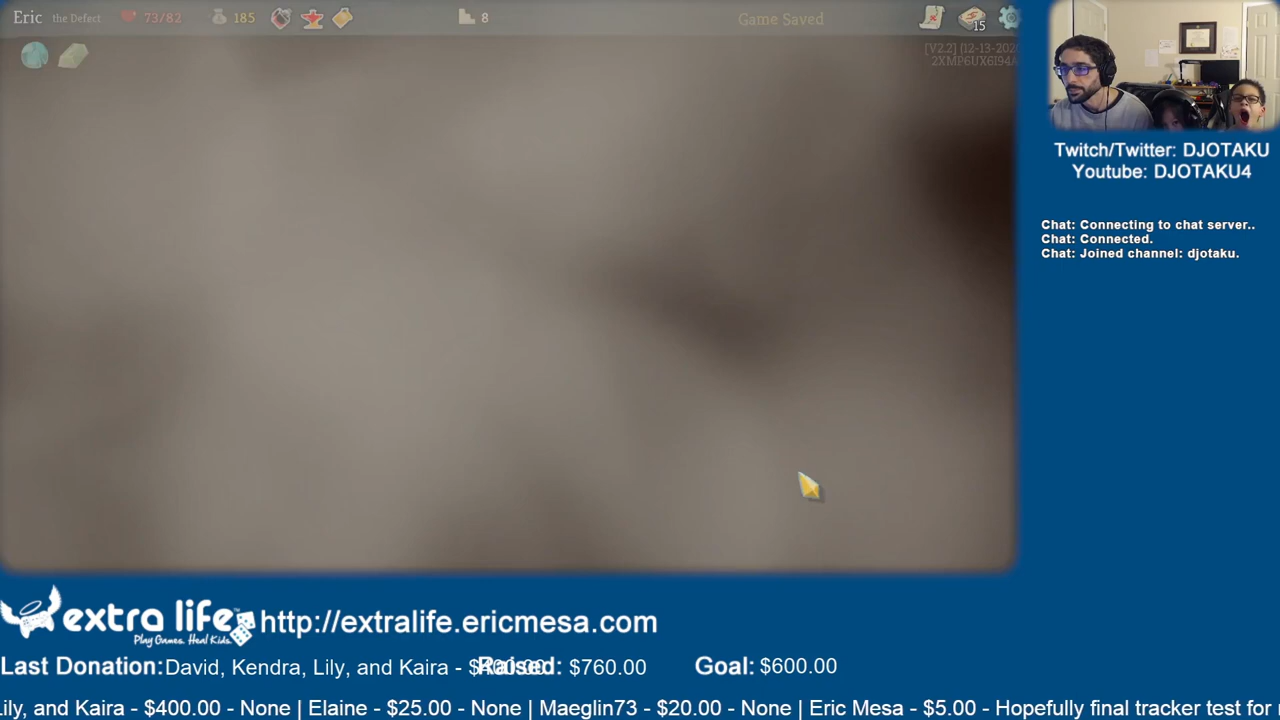 Eric the Defect 73/82 185 8 Game Saved 15
[V2.2] (12-13-202
2XMP6UX6I94A
Twitch/Twitter: DJOTAKU
Youtube: DJOTAKU4
Chat: Connecting to chat server..
Chat: Connected.
Chat: Joined channel: djotaku.
extra life
Play Games. Heal Kids.
http://extralife.ericmesa.com
Last Donation: David, Kendra, Lily, and Kaira - Raised: $760.00 Goal: $600.00
ily, and Kaira - $400.00 - None | Elaine - $25.00 - None | Maeglin73 - $20.00 - None | Eric Mesa - $5.00 - Hopefully final tracker test for